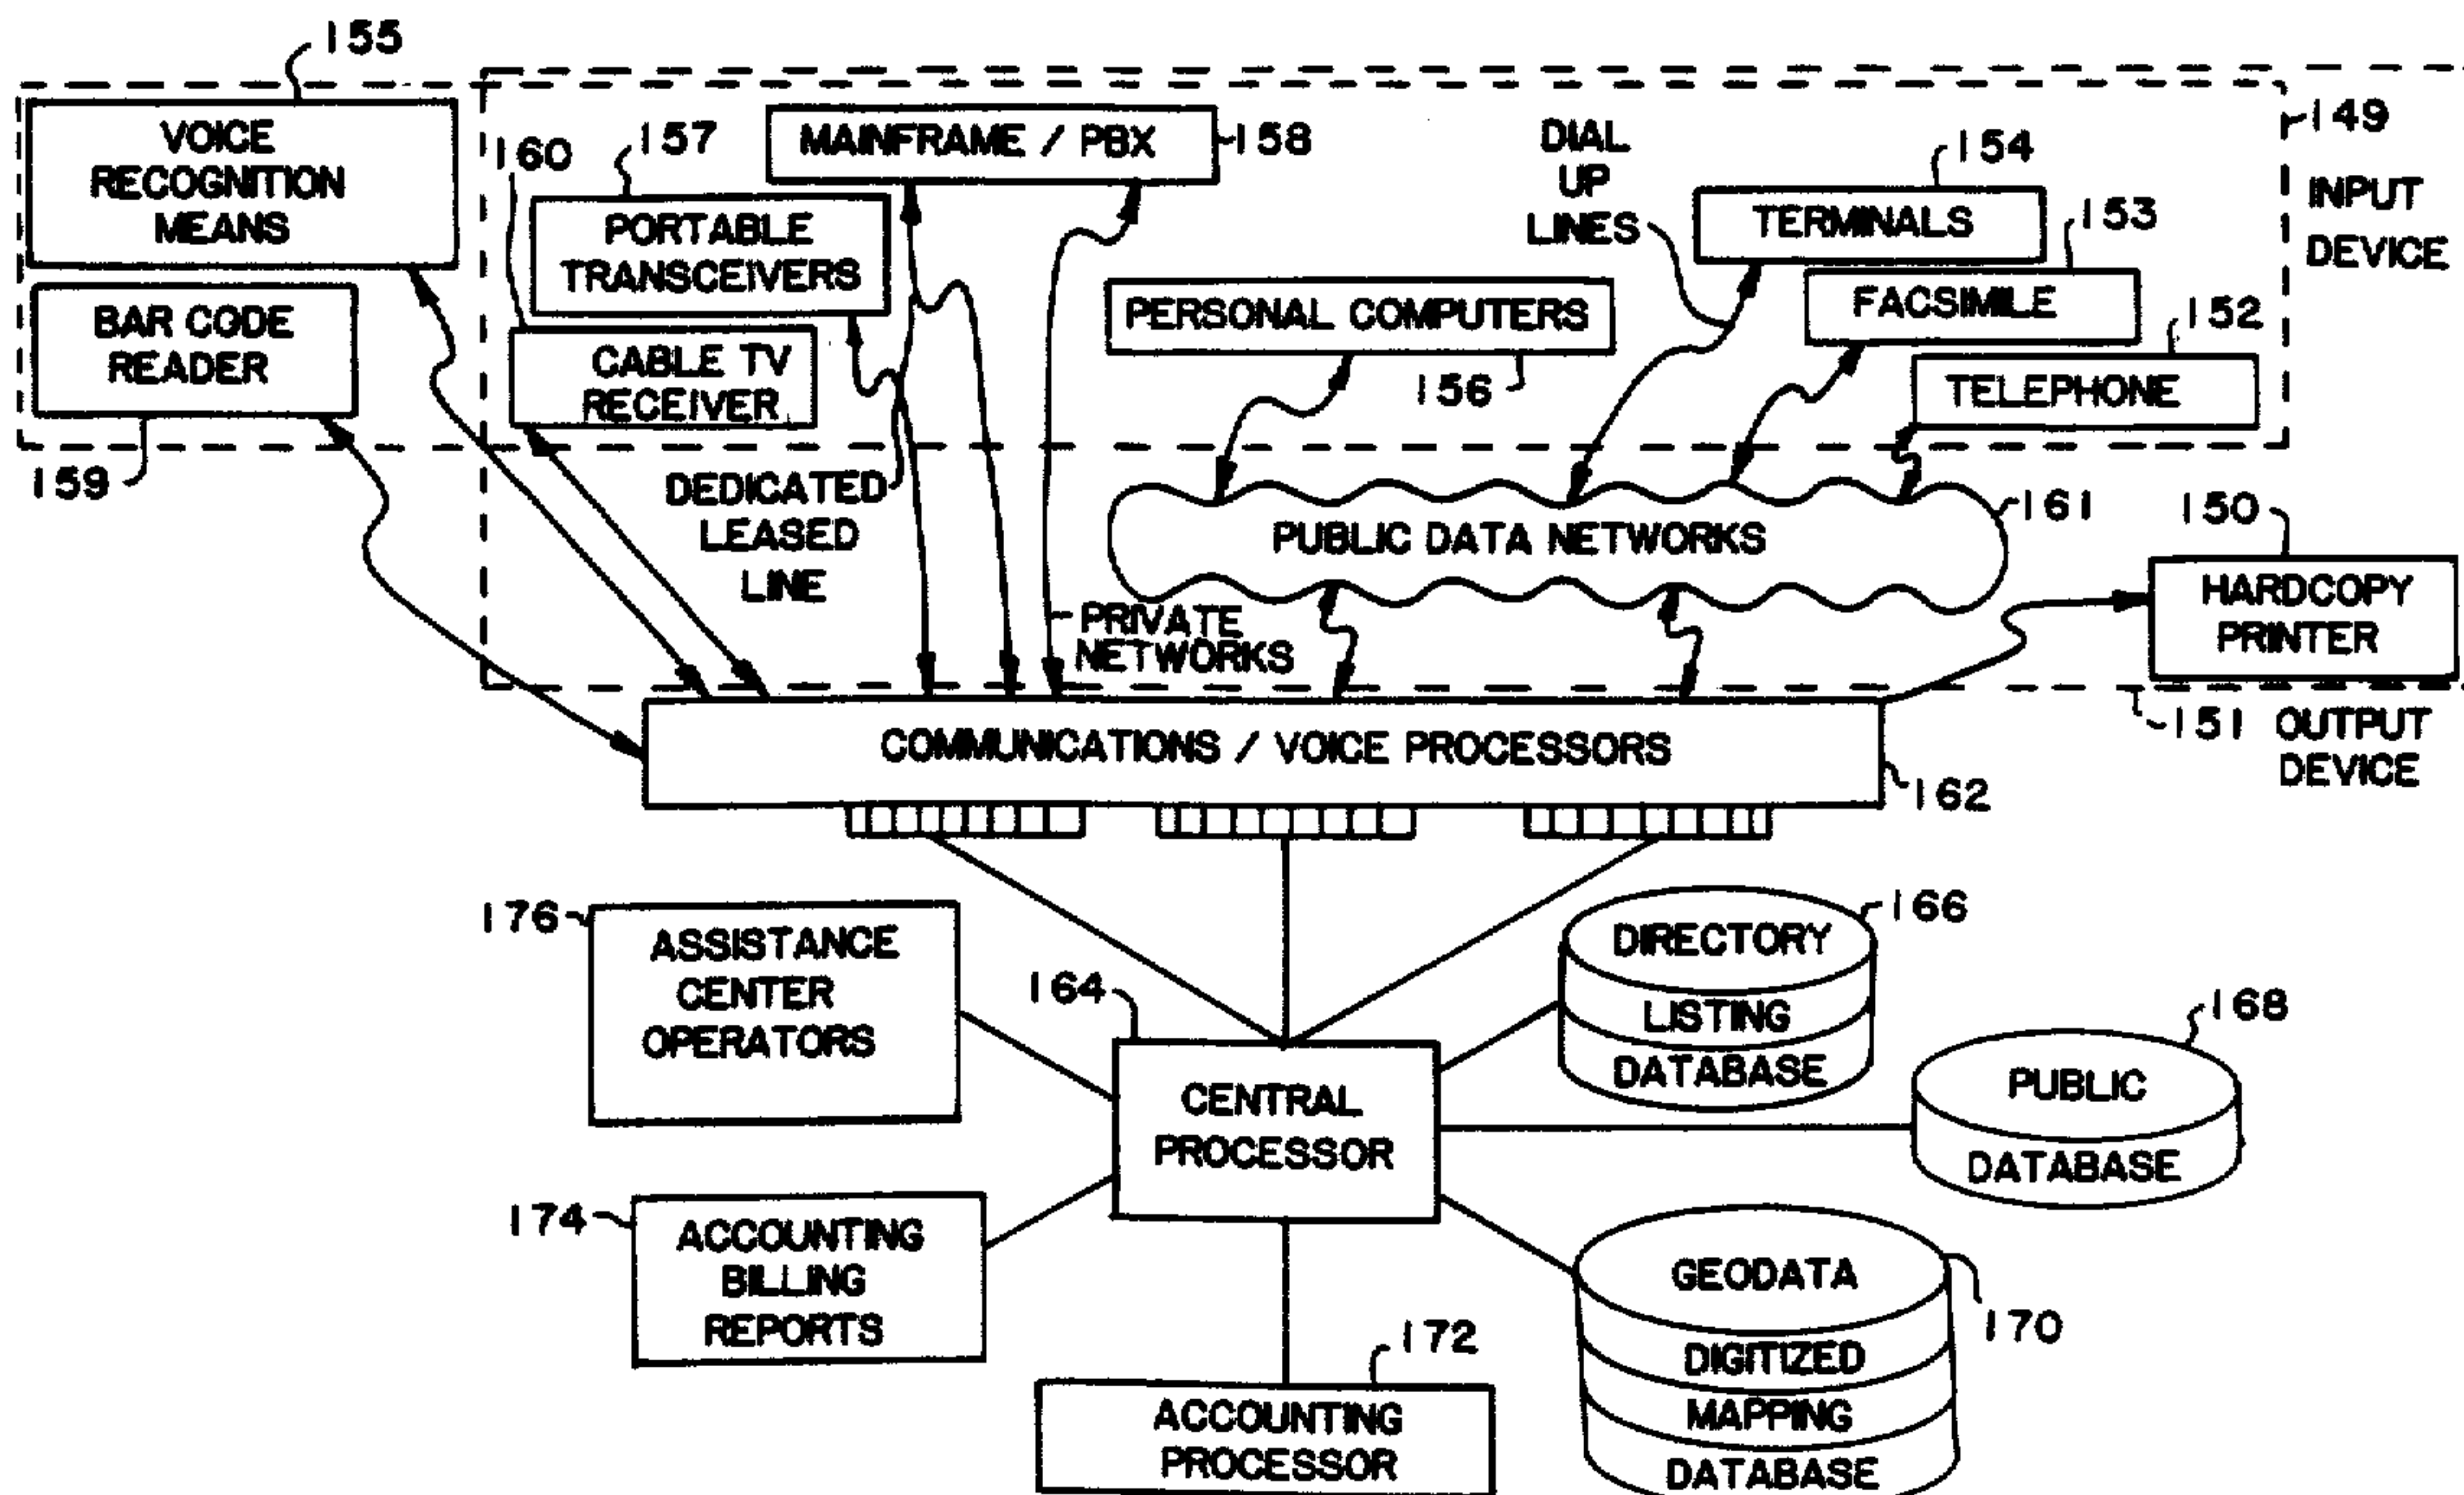 155
VOICE
RECOGNITION
MEANS
BAR CODE
READER
159
160
157
PORTABLE
TRANSCEIVERS
CABLE TV
RECEIVER
MAINFRAME / PBX
158
DEDICATED
LEASED
LINE
PRIVATE
NETWORKS
PERSONAL COMPUTERS
156
DIAL
UP
LINES
154
TERMINALS
153
FACSIMILE
152
TELEPHONE
149
INPUT
DEVICE
PUBLIC DATA NETWORKS
161
150
HARDCOPY
PRINTER
151 OUTPUT
DEVICE
COMMUNICATIONS / VOICE PROCESSORS
162
176
ASSISTANCE
CENTER
OPERATORS
164
CENTRAL
PROCESSOR
166
DIRECTORY
LISTING
DATABASE
168
PUBLIC
DATABASE
174
ACCOUNTING
BILLING
REPORTS
172
ACCOUNTING
PROCESSOR
170
GEODATA
DIGITIZED
MAPPING
DATABASE